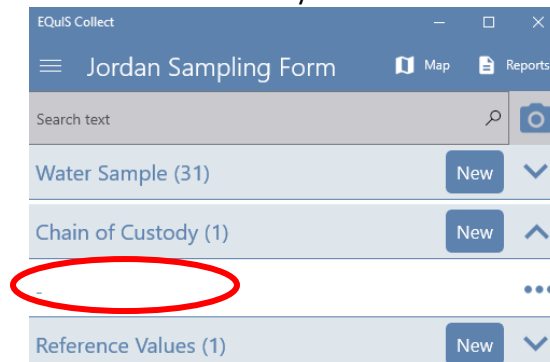 EQuIS Collect
Jordan Sampling Form Map Reports
Search text
Water Sample (31) New
Chain of Custody (1) New
-
Reference Values (1) New